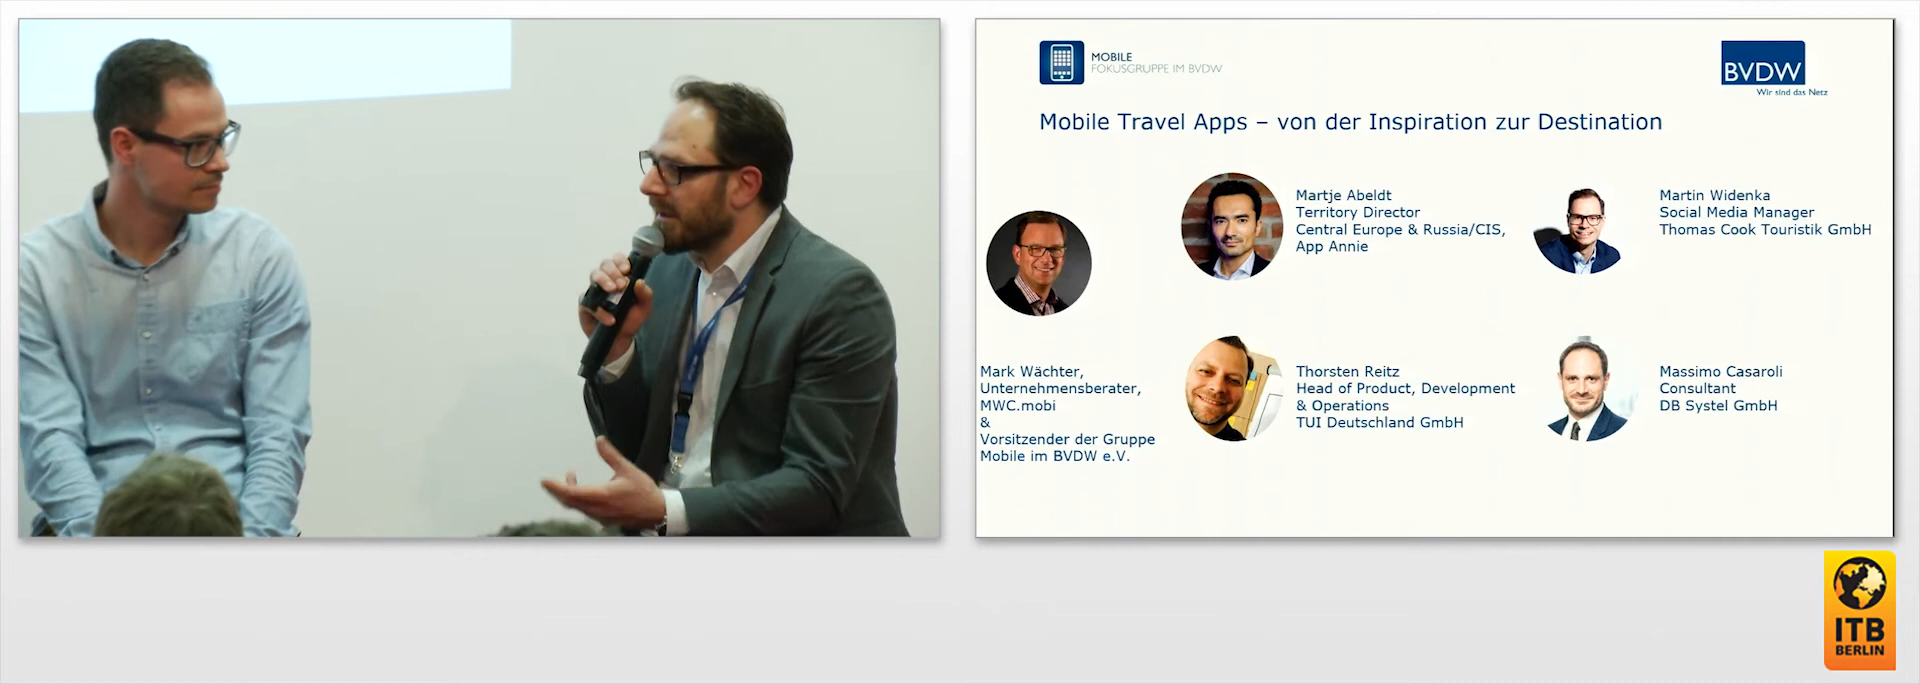 MOBILE
FOKUSGRUPPE IM BVDW
BVDW
Wir sind das Netz
Mobile Travel Apps – von der Inspiration zur Destination
Martje Abeldt
Territory Director
Central Europe & Russia/CIS,
App Annie
Martin Widenka
Social Media Manager
Thomas Cook Touristik GmbH
Mark Wächter,
Unternehmensberater,
MWC.mobi
&
Vorsitzender der Gruppe
Mobile im BVDW e.V.
Thorsten Reitz
Head of Product, Development
& Operations
TUI Deutschland GmbH
Massimo Casaroli
Consultant
DB Systel GmbH
ITB
BERLIN